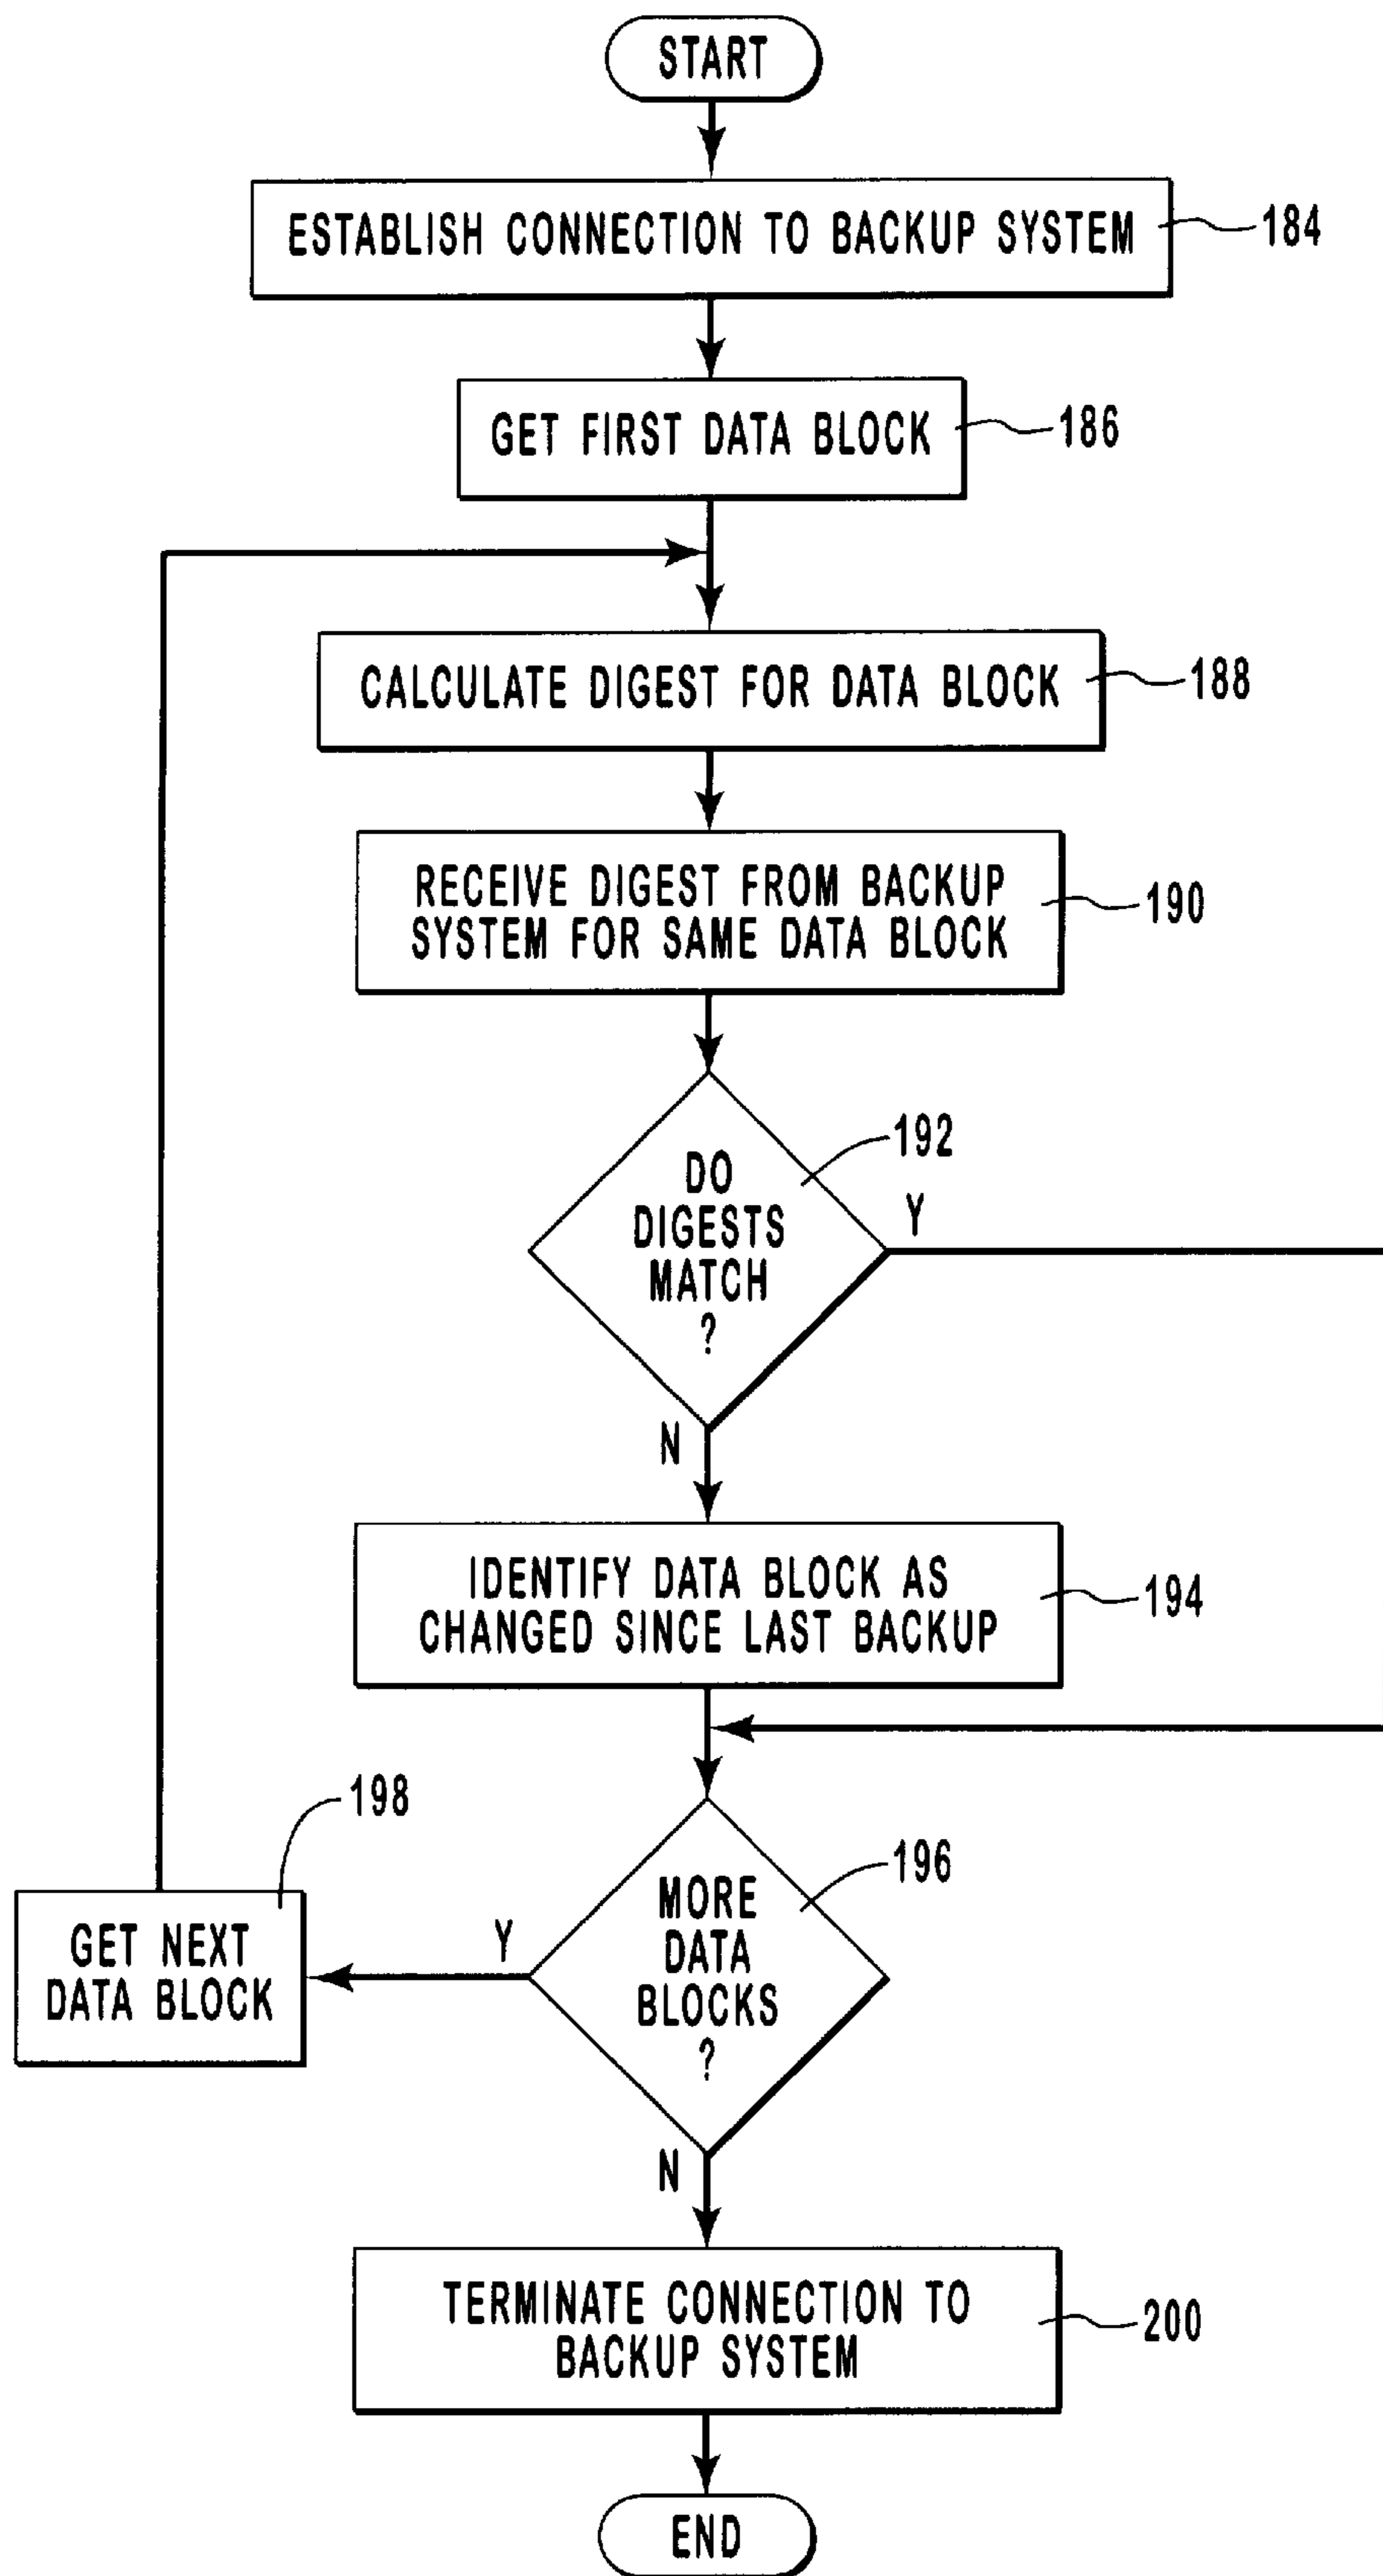 START
ESTABLISH CONNECTION TO BACKUP SYSTEM
184
GET FIRST DATA BLOCK
186
CALCULATE DIGEST FOR DATA BLOCK
188
RECEIVE DIGEST FROM BACKUP
SYSTEM FOR SAME DATA BLOCK
190
192
DO
DIGESTS
MATCH
?
Y
N
IDENTIFY DATA BLOCK AS
CHANGED SINCE LAST BACKUP
194
198
GET NEXT
DATA BLOCK
Y
196
MORE
DATA
BLOCKS
?
N
TERMINATE CONNECTION TO
BACKUP SYSTEM
200
END